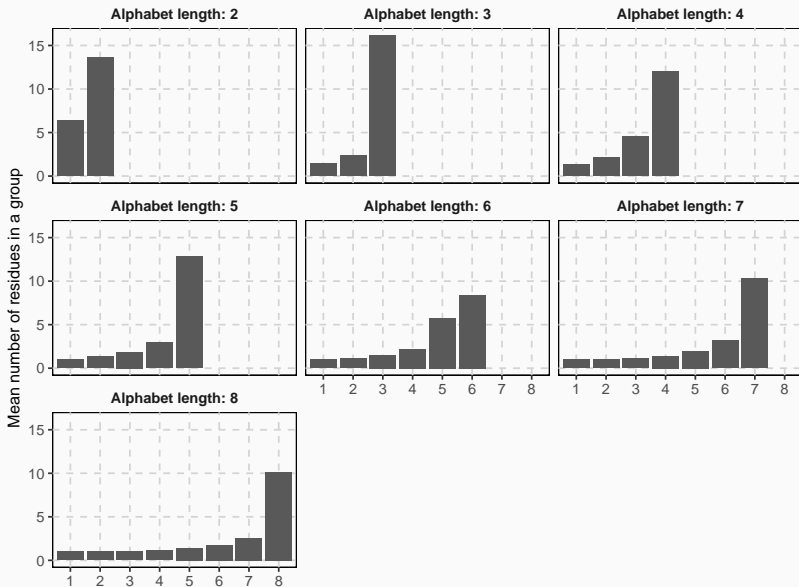 Alphabet length: 2
Alphabet length: 3
Alphabet length: 4
15
10
5
0
Alphabet length: 5
Alphabet length: 6
Alphabet length: 7
15
10
5
0
1 2 3 4 5 6 7 8
1 2 3 4 5 6 7 8
Alphabet length: 8
15
10
5
0
1 2 3 4 5 6 7 8
Mean number of residues in a group